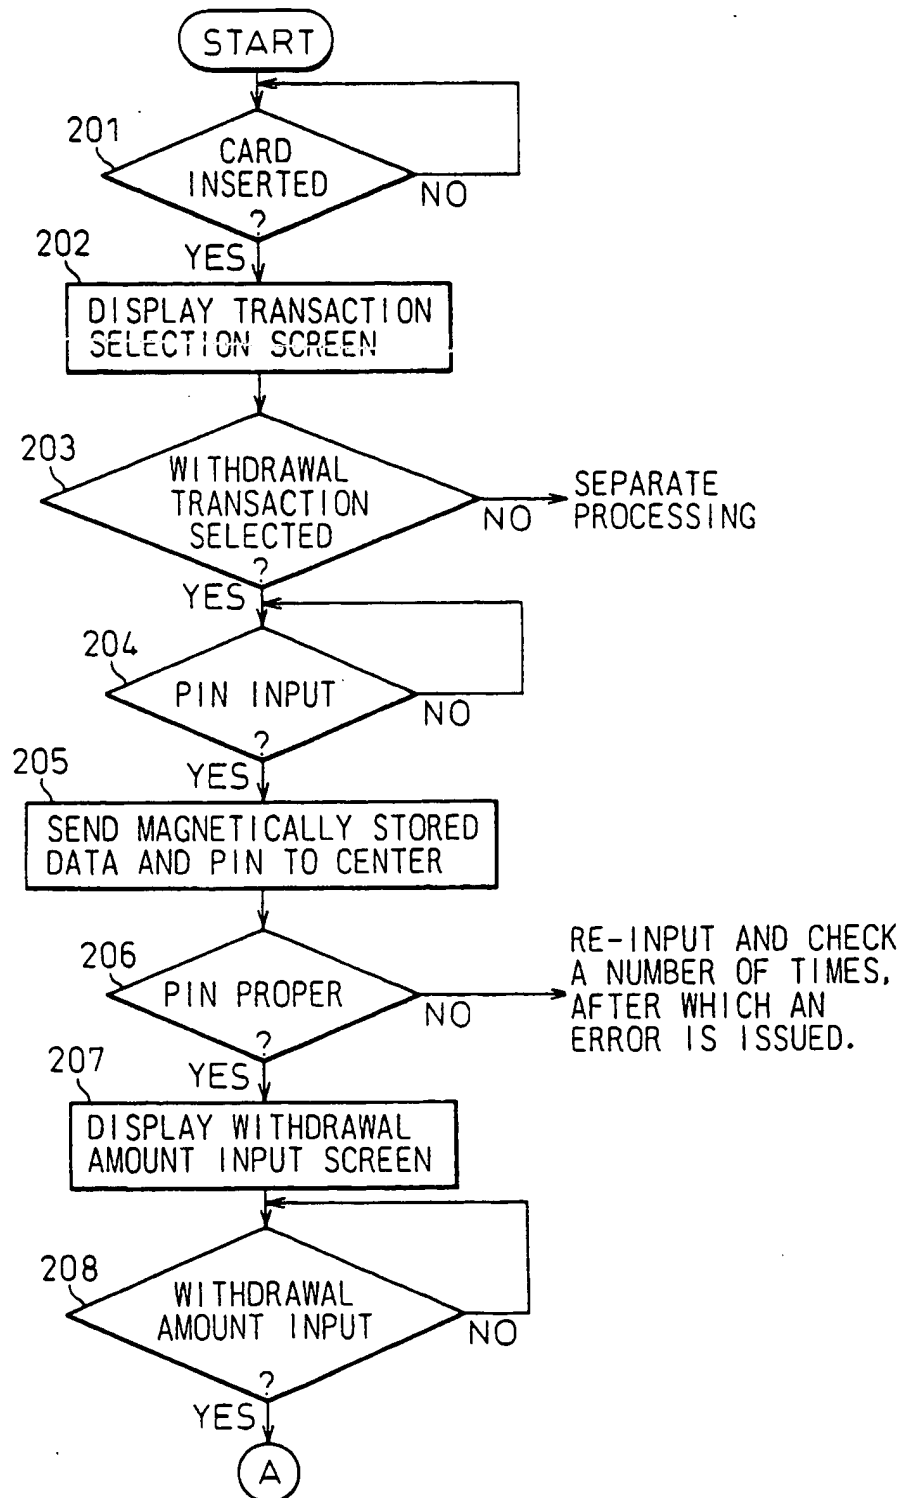 START
201
CARD
INSERTED
?
NO
YES
202
DISPLAY TRANSACTION
SELECTION SCREEN
203
WITHDRAWAL
TRANSACTION
SELECTED
?
NO
SEPARATE
PROCESSING
YES
204
PIN INPUT
?
NO
YES
205
SEND MAGNETICALLY STORED
DATA AND PIN TO CENTER
206
PIN PROPER
?
NO
RE-INPUT AND CHECK
A NUMBER OF TIMES,
AFTER WHICH AN
ERROR IS ISSUED.
YES
207
DISPLAY WITHDRAWAL
AMOUNT INPUT SCREEN
208
WITHDRAWAL
AMOUNT INPUT
?
NO
YES
A